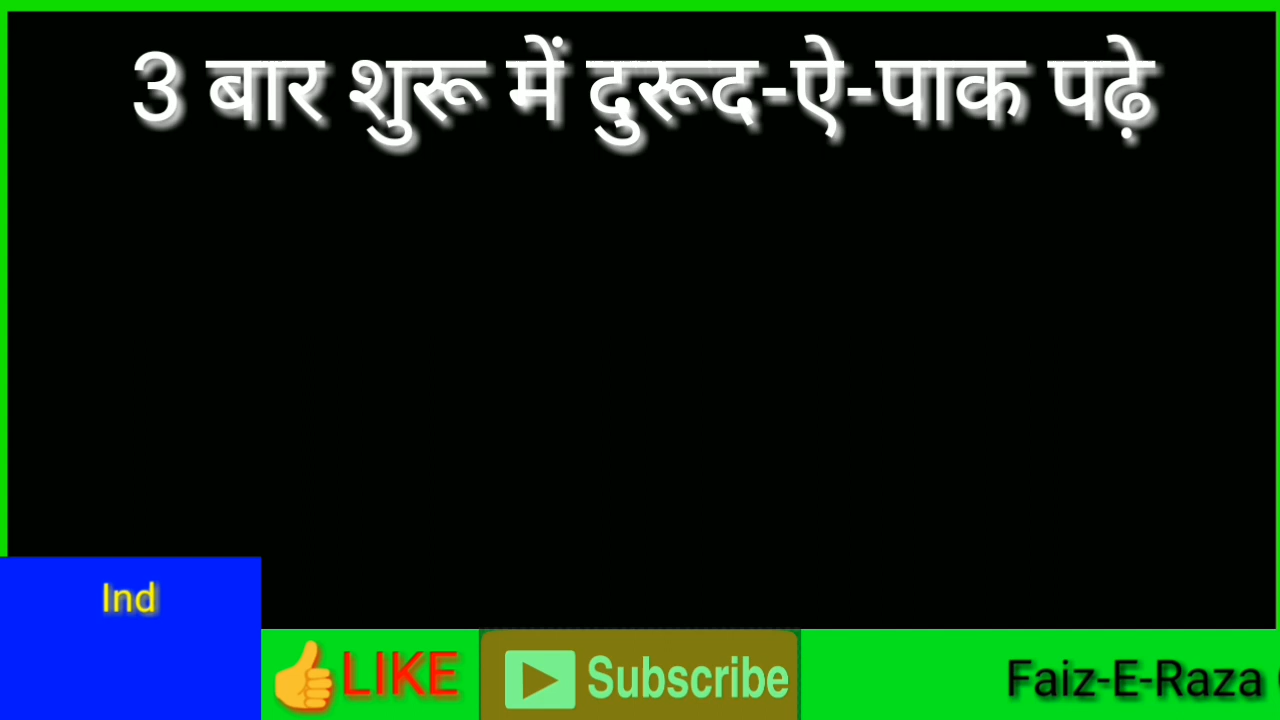 3 बार शुरू में दुरूद-ऐ-पाक पढ़े
Ind
LIKE
Subscribe
Faiz-E-Raza